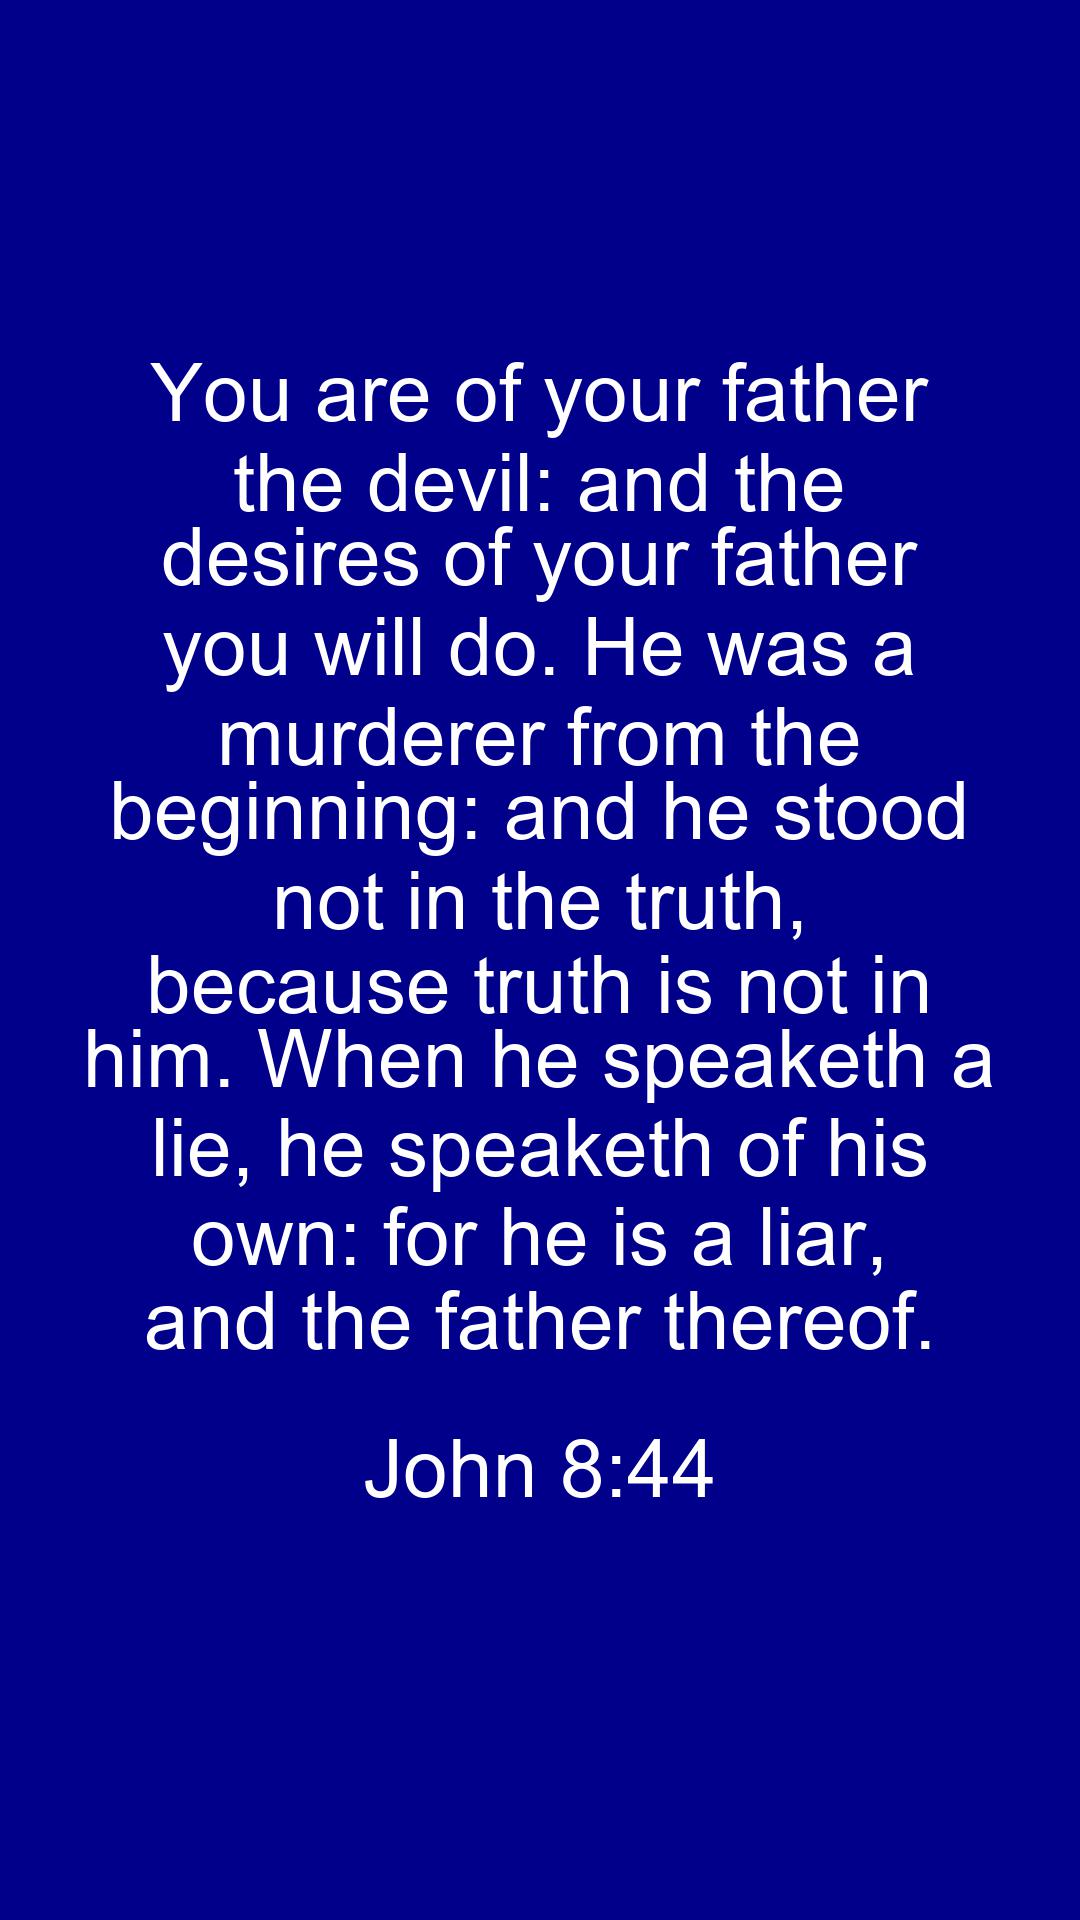 You are of your father
the devil: and the
desires of your father
you will do. He was a
murderer from the
beginning: and he stood
not in the truth,
because truth is not in
him. When he speaketh a
lie, he speaketh of his
own: for he is a liar,
and the father thereof.
John 8:44